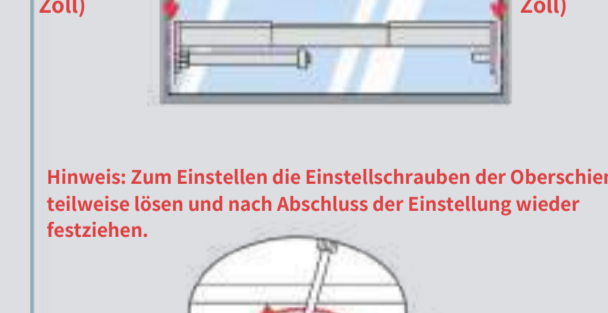 Zoll) Zoll)
Hinweis: Zum Einstellen die Einstellschrauben der Oberschien
teilweise lösen und nach Abschluss der Einstellung wieder
festziehen.